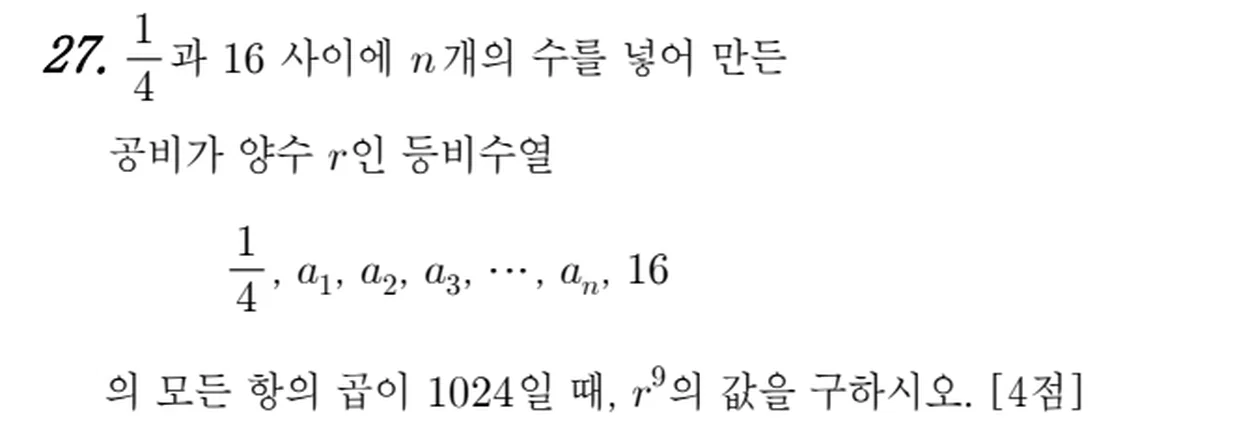 27. 1/4과 16 사이에 n개의 수를 넣어 만든
공비가 양수 r인 등비수열
1/4, a₁, a₂, a₃, ⋯, aₙ, 16
의 모든 항의 곱이 1024일 때, r⁹의 값을 구하시오. [4점]